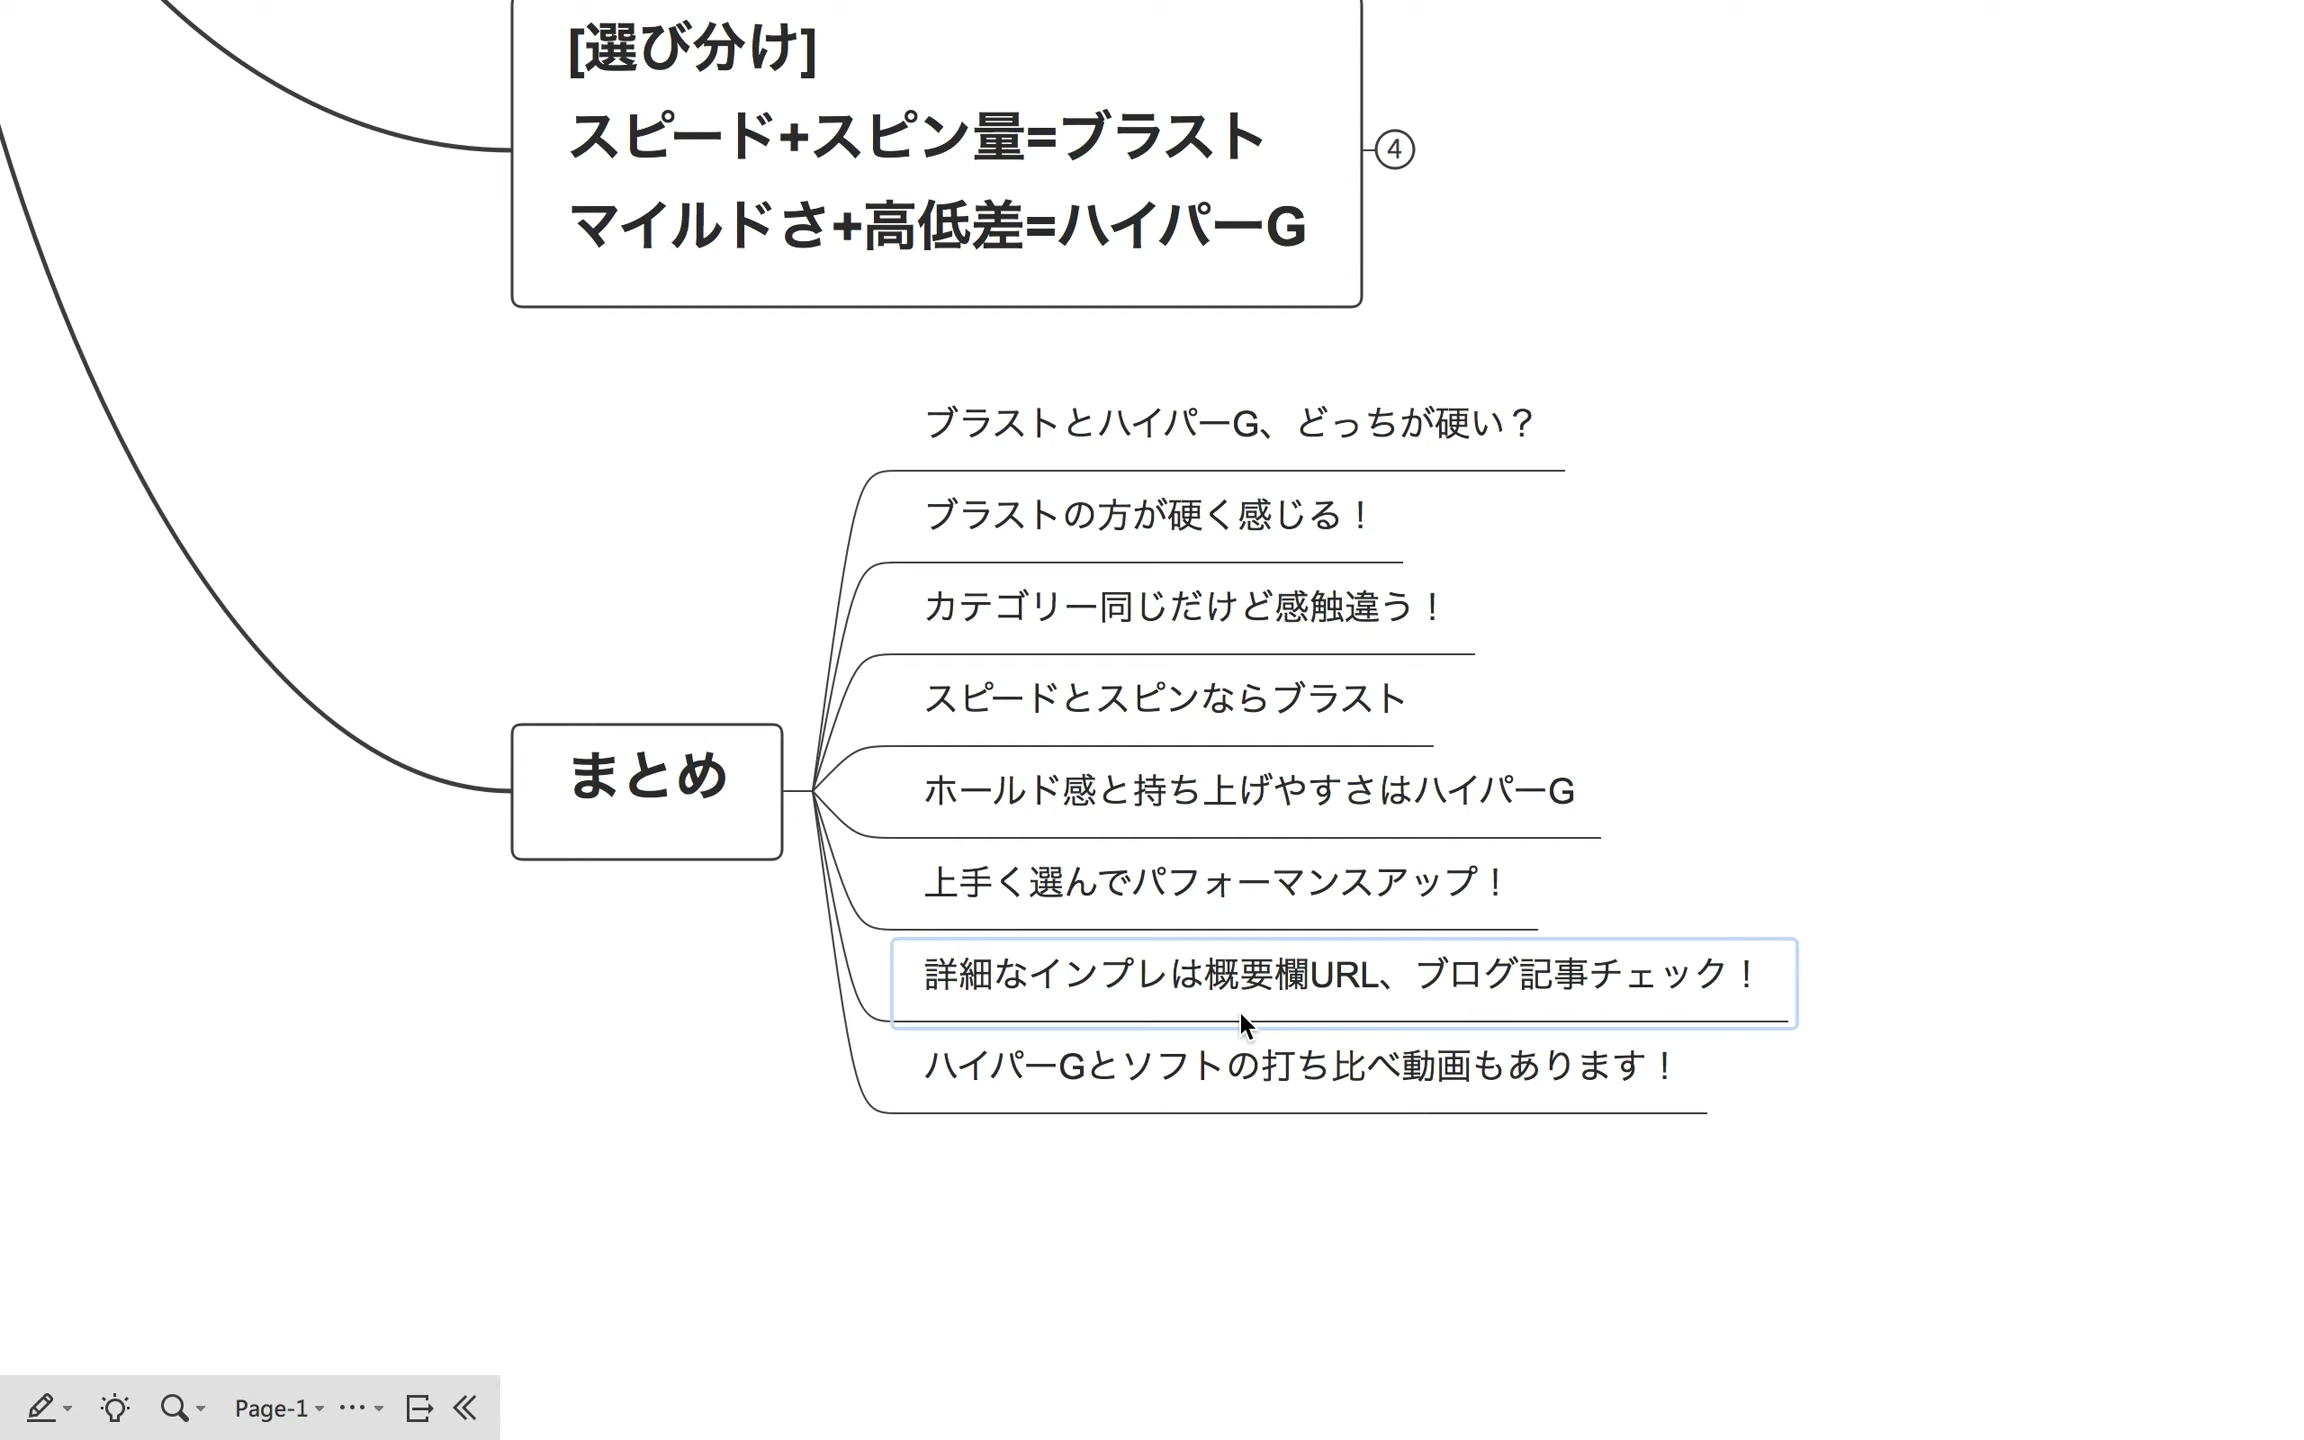 [選び分け]
スピード+スピン量=ブラスト
マイルドさ+高低差=ハイパーG
4
ブラストとハイパーG、どっちが硬い？
ブラストの方が硬く感じる！
カテゴリー同じだけど感触違う！
スピードとスピンならブラスト
まとめ
ホールド感と持ち上げやすさはハイパーG
上手く選んでパフォーマンスアップ！
詳細なインプレは概要欄URL、ブログ記事チェック！
ハイパーGとソフトの打ち比べ動画もあります！
Page-1